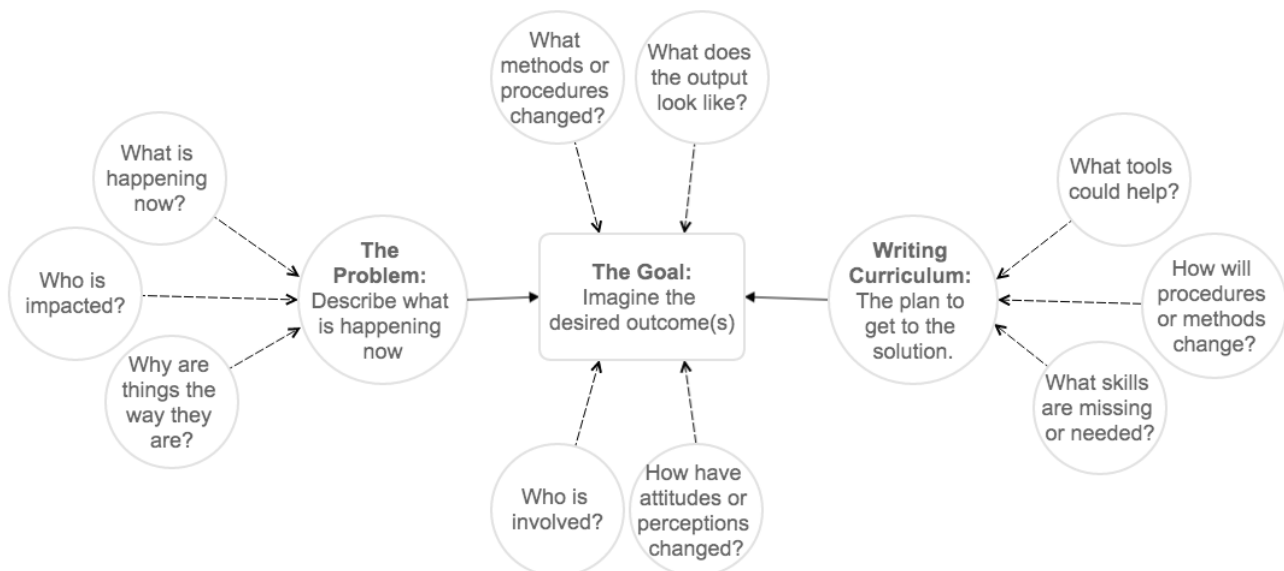 What
methods or
procedures
changed?
What does
the output
look like?
What is
happening
now?
Who is
impacted?
Why are
things the
way they
are?
The
Problem:
Describe what
is happening
now
The Goal:
Imagine the
desired outcome(s)
Writing
Curriculum:
The plan to
get to the
solution.
What tools
could help?
How will
procedures
or methods
change?
What skills
are missing
or needed?
Who is
involved?
How have
attitudes or
perceptions
changed?